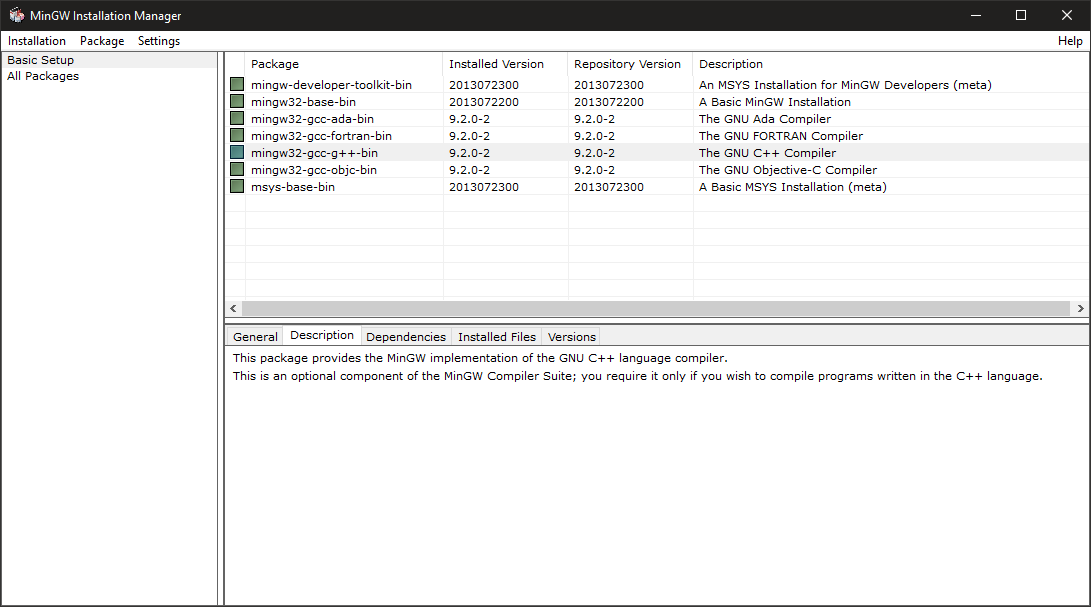 MinGW Installation Manager
Installation Package Settings Help
Basic Setup
All Packages
Package Installed Version Repository Version Description
mingw-developer-toolkit-bin 2013072300 2013072300 An MSYS Installation for MinGW Developers (meta)
mingw32-base-bin 2013072200 2013072200 A Basic MinGW Installation
mingw32-gcc-ada-bin 9.2.0-2 9.2.0-2 The GNU Ada Compiler
mingw32-gcc-fortran-bin 9.2.0-2 9.2.0-2 The GNU FORTRAN Compiler
mingw32-gcc-g++-bin 9.2.0-2 9.2.0-2 The GNU C++ Compiler
mingw32-gcc-objc-bin 9.2.0-2 9.2.0-2 The GNU Objective-C Compiler
msys-base-bin 2013072300 2013072300 A Basic MSYS Installation (meta)
General Description Dependencies Installed Files Versions
This package provides the MinGW implementation of the GNU C++ language compiler.
This is an optional component of the MinGW Compiler Suite; you require it only if you wish to compile programs written in the C++ language.